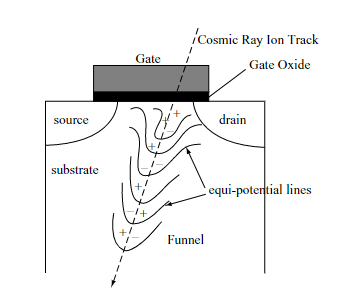 Cosmic Ray Ion Track
Gate
Gate Oxide
source
drain
substrate
equi-potential lines
Funnel